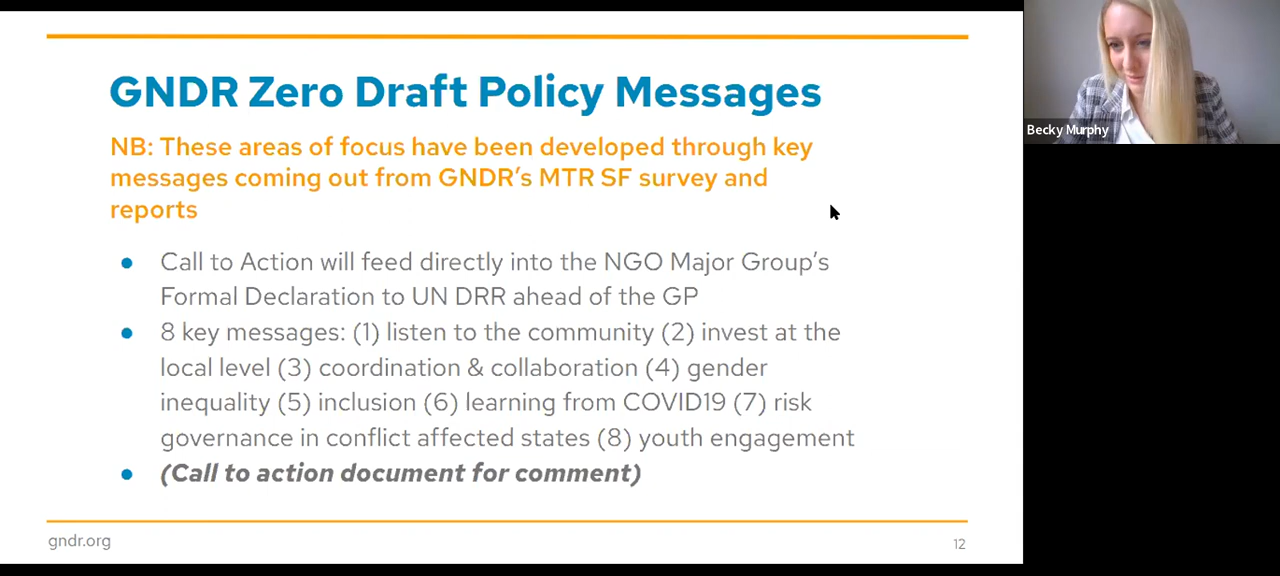 GNDR Zero Draft Policy Messages
NB: These areas of focus have been developed through key
messages coming out from GNDR’s MTR SF survey and
reports
● Call to Action will feed directly into the NGO Major Group’s
Formal Declaration to UN DRR ahead of the GP
● 8 key messages: (1) listen to the community (2) invest at the
local level (3) coordination & collaboration (4) gender
inequality (5) inclusion (6) learning from COVID19 (7) risk
governance in conflict affected states (8) youth engagement
● (Call to action document for comment)
gndr.org
12
Becky Murphy